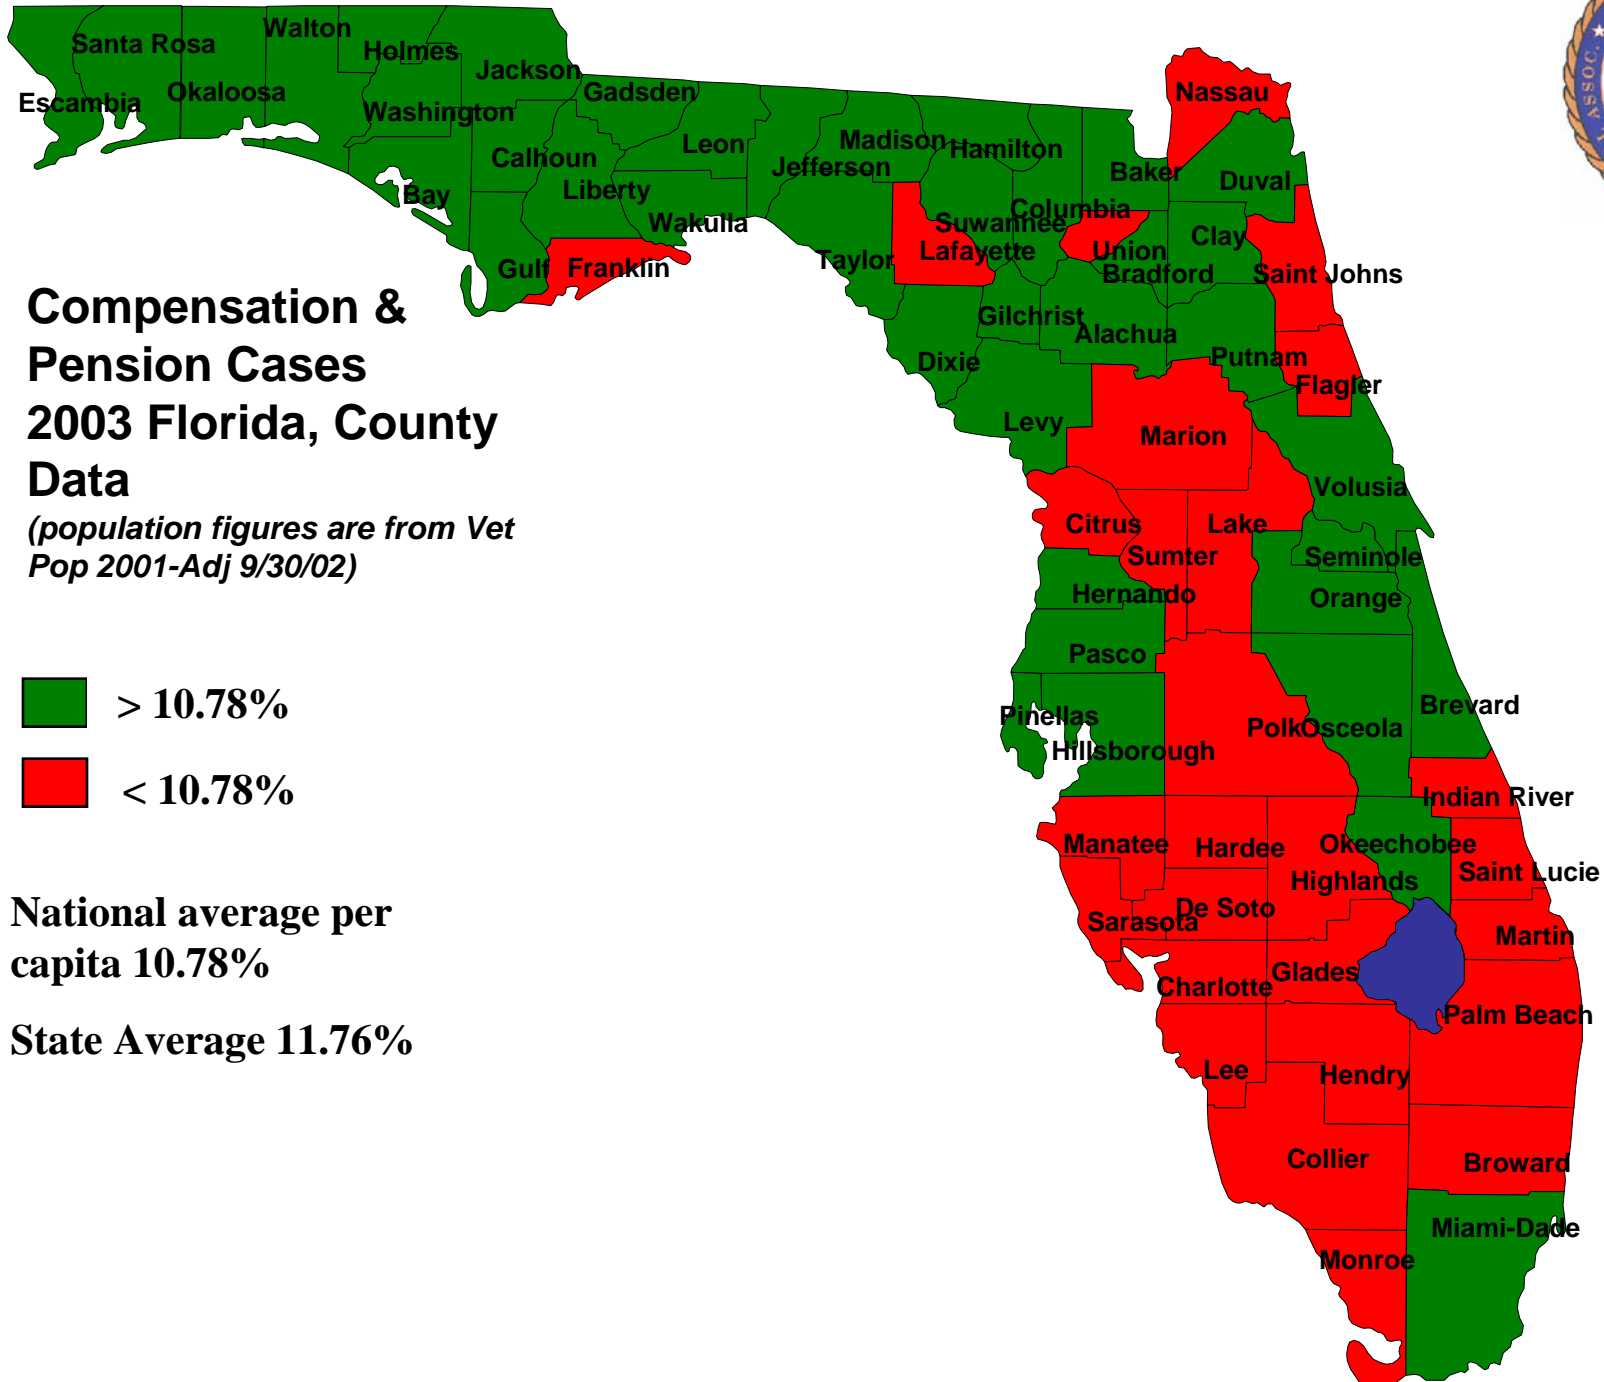 Walton
Santa Rosa
Holmes
Jackson
Nassau
Okaloosa
Gadsden
Escambia
Washington
Leon
Madison
Hamilton
Calhoun
Jefferson
Baker
Duval
Liberty
Bay
Columbia
Wakulla
Suwannee
Clay
Lafayette
Union
Taylor
Gulf
Franklin
Bradford
Saint Johns
Compensation &
Pension Cases
2003 Florida, County
Data
(population figures are from Vet
Pop 2001-Adj 9/30/02)
Gilchrist
Alachua
Putnam
Dixie
Flagler
Levy
Marion
Volusia
Citrus
Lake
Sumter
Seminole
Hernando
Orange
Pasco
> 10.78%
Brevard
Pinellas
Polk
Osceola
Hillsborough
< 10.78%
Indian River
Manatee
Hardee
Okeechobee
Saint Lucie
Highlands
De Soto
Sarasota
Martin
National average per
capita 10.78%
Glades
Charlotte
Palm Beach
State Average 11.76%
Lee
Hendry
Collier
Broward
Miami-Dade
Monroe
ASSOC.